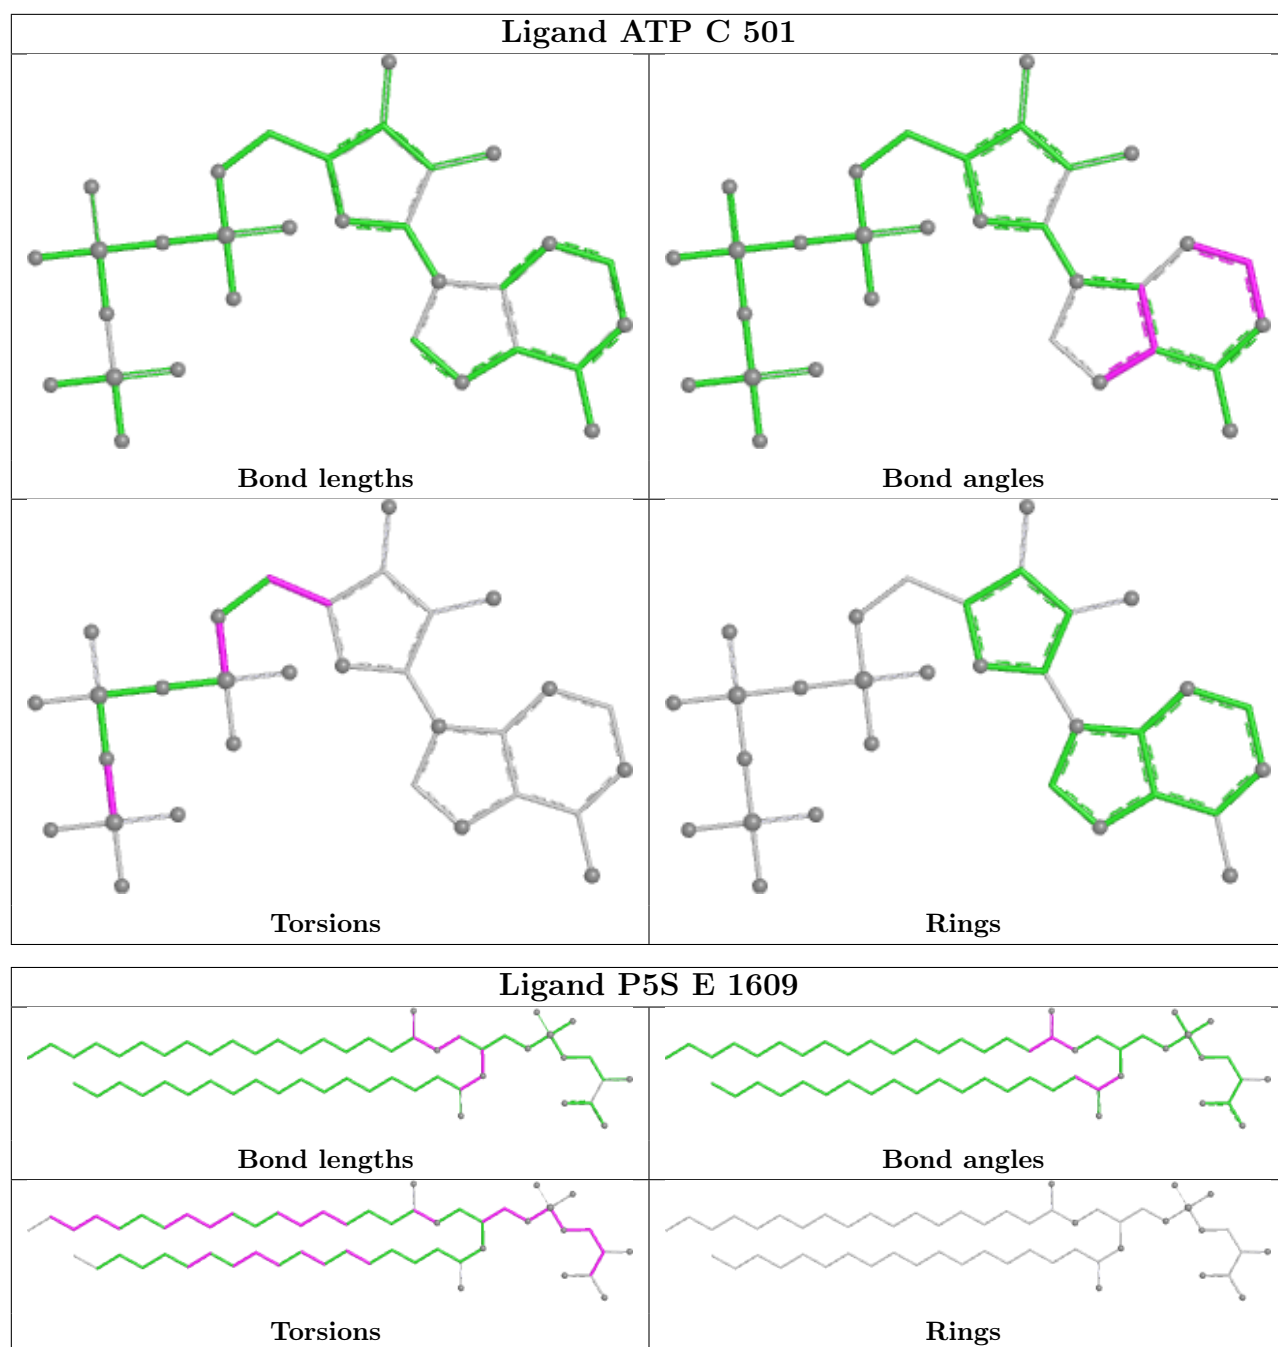 Ligand ATP C 501
Bond lengths
Bond angles
Torsions
Rings
Ligand P5S E 1609
Bond lengths
Bond angles
Torsions
Rings